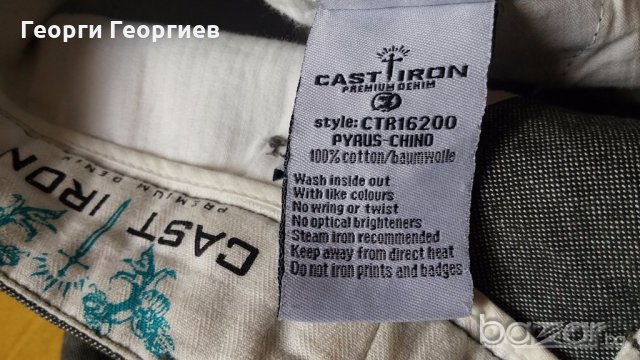 Георги Георгиев
CAST IRON
PREMIUM DENIM
style: CTR16200
PYRUS-CHINO
100% cotton/baumwolle
Wash inside out
With like colours
No wring or twist
No optical brighteners
Steam iron recommended
Keep away from direct heat
Do not iron prints and badges
CAST IRON
PREMIUM DENIM
bazar.bg